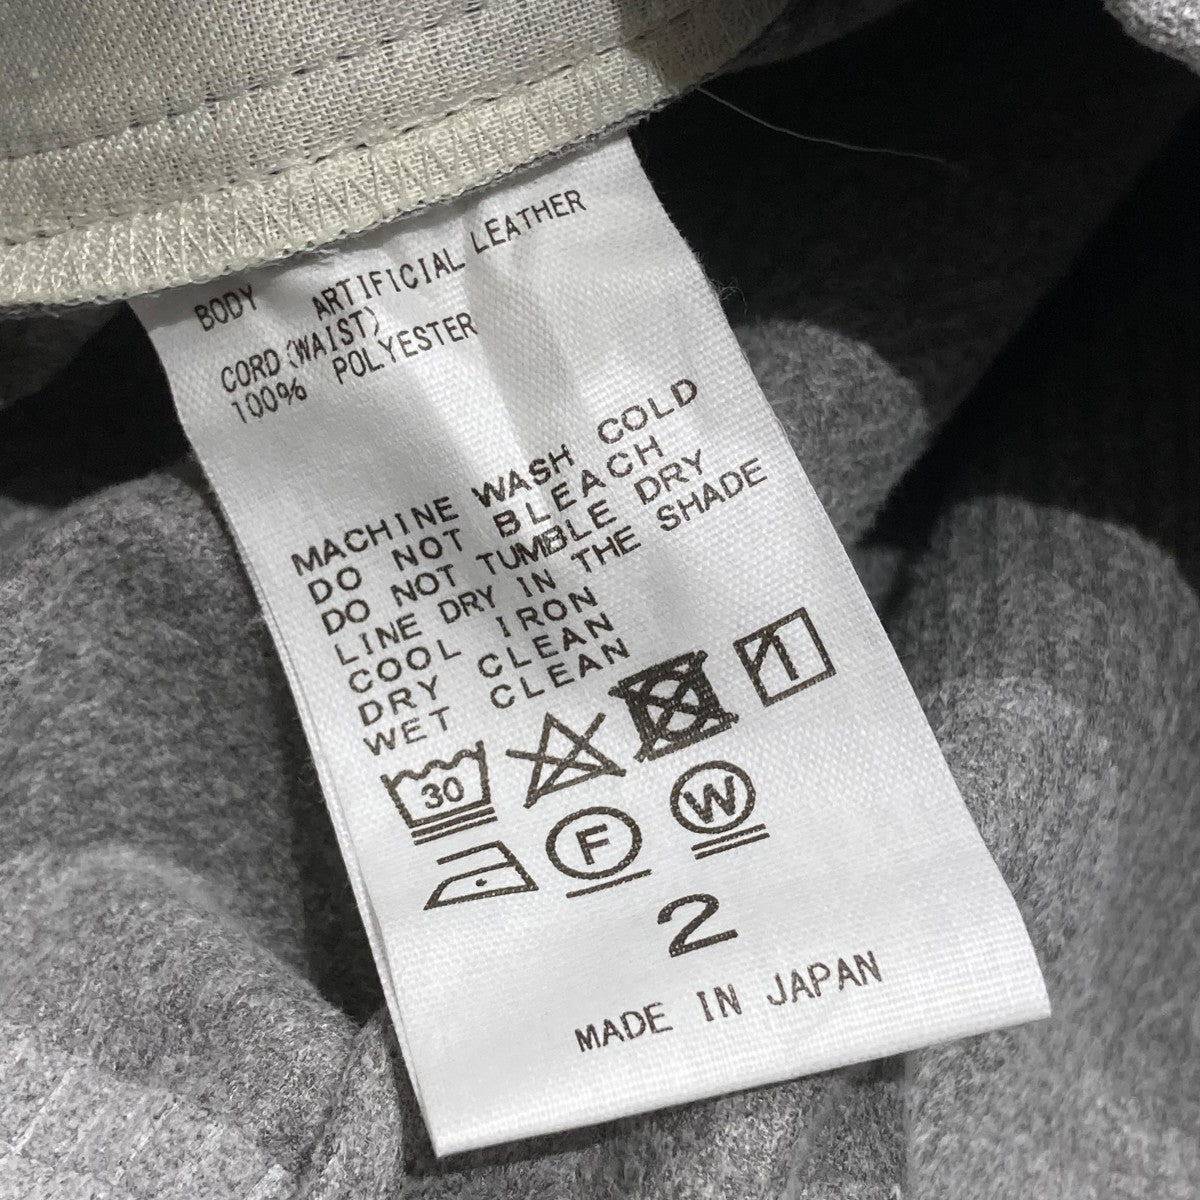 BODY ARTIFICIAL LEATHER
CORD(WAIST)
100% POLYESTER
MACHINE WASH COLD
DO NOT BLEACH
DO NOT TUMBLE DRY
LINE DRY IN THE SHADE
COOL IRON
DRY CLEAN
WET CLEAN
30
F W
2
MADE IN JAPAN